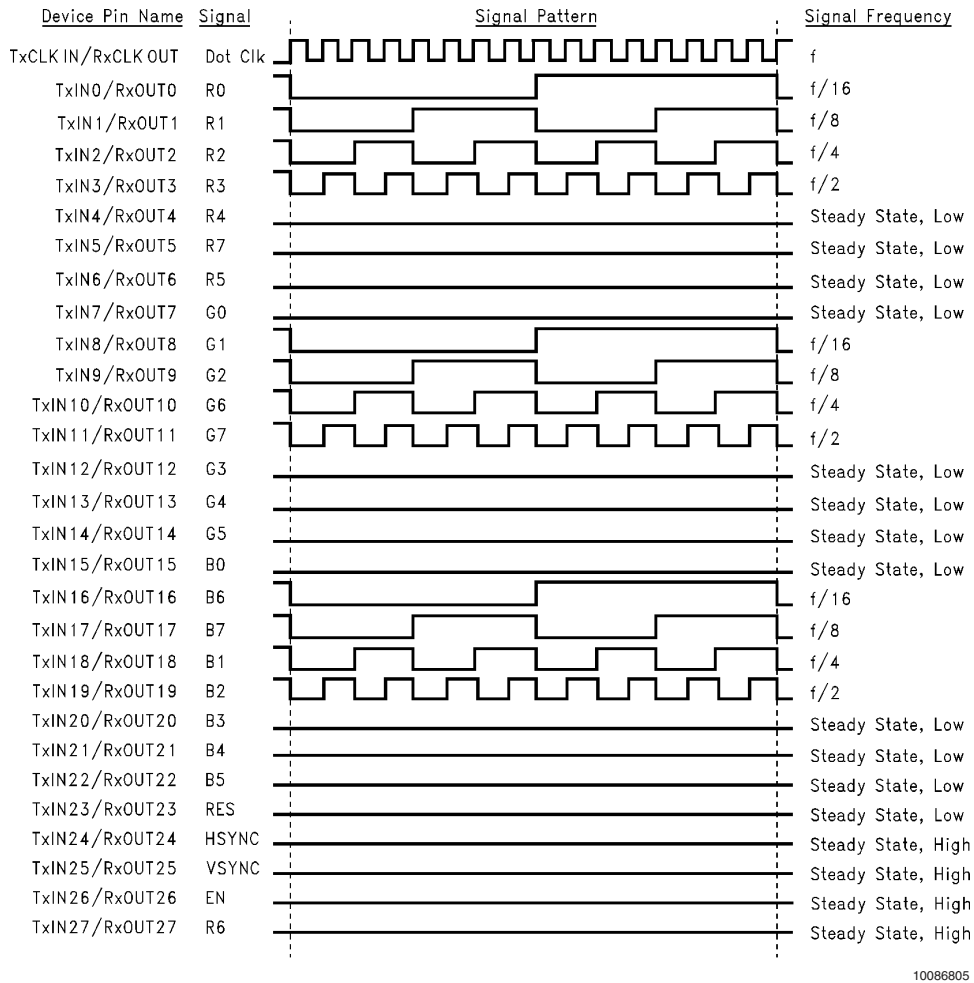 Device Pin Name Signal Signal Pattern Signal Frequency
TxCLK IN/RxCLK OUT Dot Clk f
TxIN0/RxOUT0 R0 f/16
TxIN1/RxOUT1 R1 f/8
TxIN2/RxOUT2 R2 f/4
TxIN3/RxOUT3 R3 f/2
TxIN4/RxOUT4 R4 Steady State, Low
TxIN5/RxOUT5 R7 Steady State, Low
TxIN6/RxOUT6 R5 Steady State, Low
TxIN7/RxOUT7 G0 Steady State, Low
TxIN8/RxOUT8 G1 f/16
TxIN9/RxOUT9 G2 f/8
TxIN10/RxOUT10 G6 f/4
TxIN11/RxOUT11 G7 f/2
TxIN12/RxOUT12 G3 Steady State, Low
TxIN13/RxOUT13 G4 Steady State, Low
TxIN14/RxOUT14 G5 Steady State, Low
TxIN15/RxOUT15 B0 Steady State, Low
TxIN16/RxOUT16 B6 f/16
TxIN17/RxOUT17 B7 f/8
TxIN18/RxOUT18 B1 f/4
TxIN19/RxOUT19 B2 f/2
TxIN20/RxOUT20 B3 Steady State, Low
TxIN21/RxOUT21 B4 Steady State, Low
TxIN22/RxOUT22 B5 Steady State, Low
TxIN23/RxOUT23 RES Steady State, Low
TxIN24/RxOUT24 HSYNC Steady State, High
TxIN25/RxOUT25 VSYNC Steady State, High
TxIN26/RxOUT26 EN Steady State, High
TxIN27/RxOUT27 R6 Steady State, High
10086805